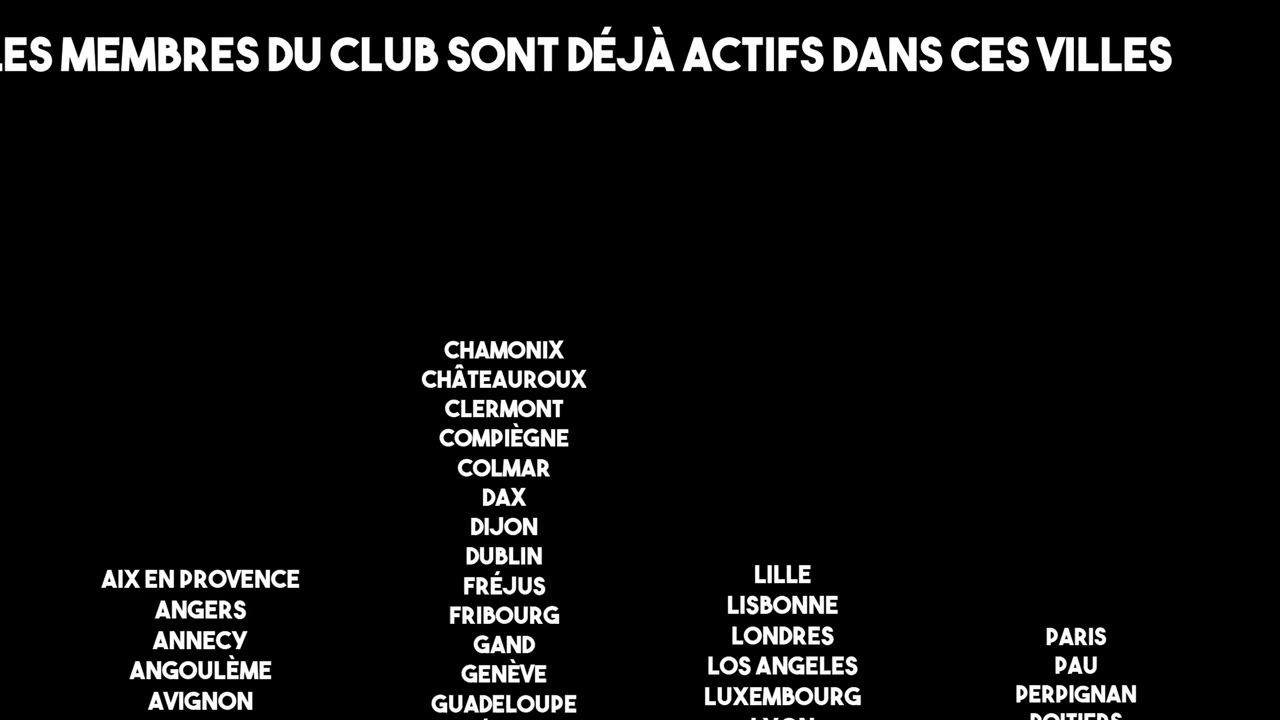 LES MEMBRES DU CLUB SONT DÉJÀ ACTIFS DANS CES VILLES
AIX EN PROVENCE
ANGERS
ANNECY
ANGOULÈME
AVIGNON
CHAMONIX
CHÂTEAUROUX
CLERMONT
COMPIÈGNE
COLMAR
DAX
DIJON
DUBLIN
FRÉJUS
FRIBOURG
GAND
GENÈVE
GUADELOUPE
LILLE
LISBONNE
LONDRES
LOS ANGELES
LUXEMBOURG
LYON
PARIS
PAU
PERPIGNAN
POITIERS